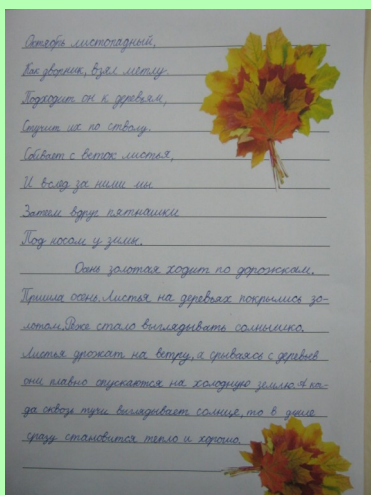 Октябрь листопадный,
Как дворник, взял метлу.
Подходит он к деревьям,
Стучит их по стволу.
Сбивает с веток листья,
И вслед за ними мы
Затеем вдруг пятнашки
Под носом у зимы.
Осень золотая ходит по дорожкам.
Пришла осень. Листья на деревьях покрылись зо-
лотом. Реже стало выглядывать солнышко.
Листья дрожат на ветру, а срываясь с деревьев
они плавно опускаются на холодную землю. А ког-
да сквозь тучи выглядывает солнце, то в душе
сразу становится тепло и хорошо.